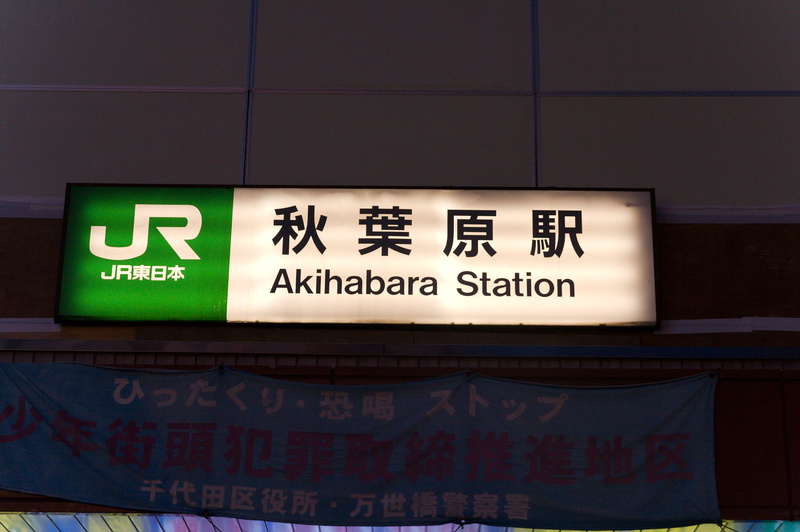 JR
JR東日本
秋葉原駅
Akihabara Station
ひったくり・恐喝 ストップ
少年街頭犯罪取締推進地区
千代田区役所・万世橋警察署